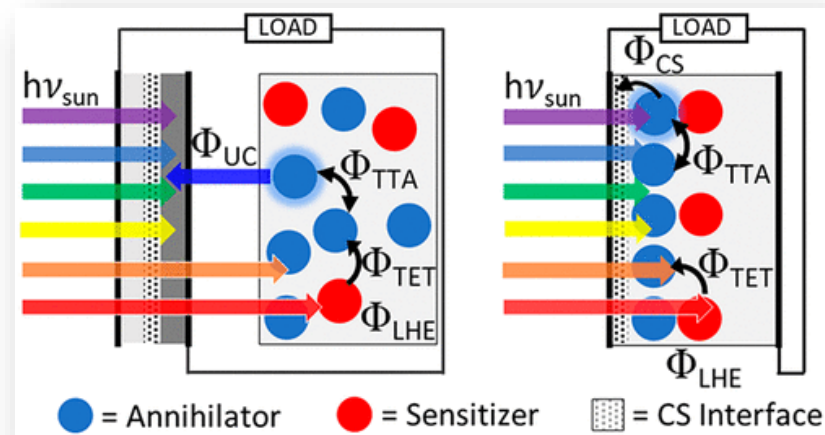 LOAD
hν_sun
Φ_UC
Φ_TTA
Φ_TET
Φ_LHE
LOAD
Φ_CS
hν_sun
Φ_TTA
Φ_TET
Φ_LHE
= Annihilator
= Sensitizer
= CS Interface